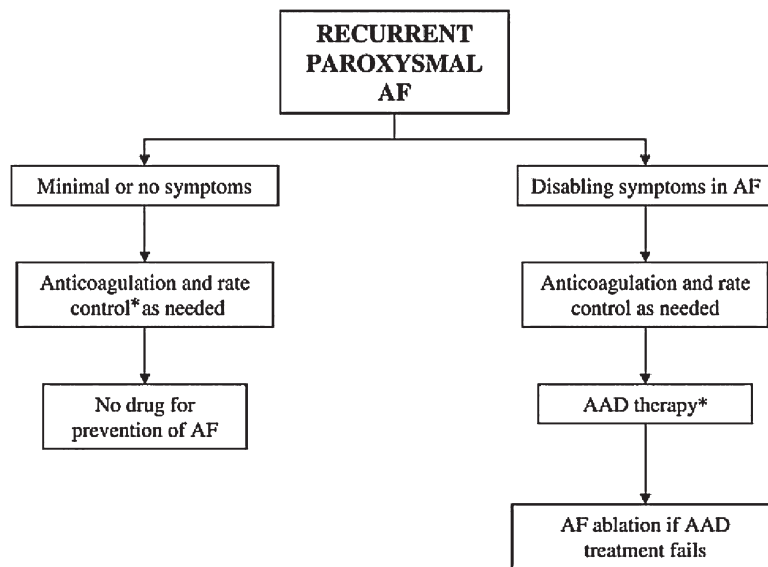 RECURRENT
PAROXYSMAL
AF
Minimal or no symptoms
Disabling symptoms in AF
Anticoagulation and rate
control* as needed
Anticoagulation and rate
control as needed
No drug for
prevention of AF
AAD therapy*
AF ablation if AAD
treatment fails